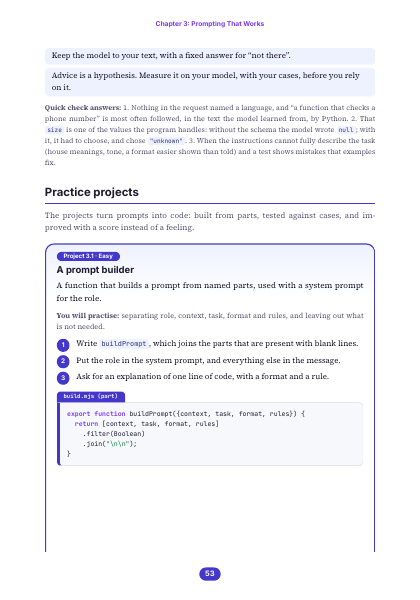 Chapter 3: Prompting That Works
Keep the model to your text, with a fixed answer for “not there”.
Advice is a hypothesis. Measure it on your model, with your cases, before you rely
on it.
Quick check answers: 1. Nothing in the request named a language, and “a function that checks a
phone number” is most often followed, in the text the model learned from, by Python. 2. That
size is one of the values the program handles: without the schema the model wrote null; with
it, it had to choose, and chose "unknown". 3. When the instructions cannot fully describe the task
(house meanings, tone, a format easier shown than told) and a test shows mistakes that examples
fix.
Practice projects
The projects turn prompts into code: built from parts, tested against cases, and im-
proved with a score instead of a feeling.
Project 3.1 · Easy
A prompt builder
A function that builds a prompt from named parts, used with a system prompt
for the role.
You will practise: separating role, context, task, format and rules, and leaving out what
is not needed.
1 Write buildPrompt, which joins the parts that are present with blank lines.
2 Put the role in the system prompt, and everything else in the message.
3 Ask for an explanation of one line of code, with a format and a rule.
build.mjs (part)
export function buildPrompt({context, task, format, rules}) {
  return [context, task, format, rules]
    .filter(Boolean)
    .join("\n\n");
}
53